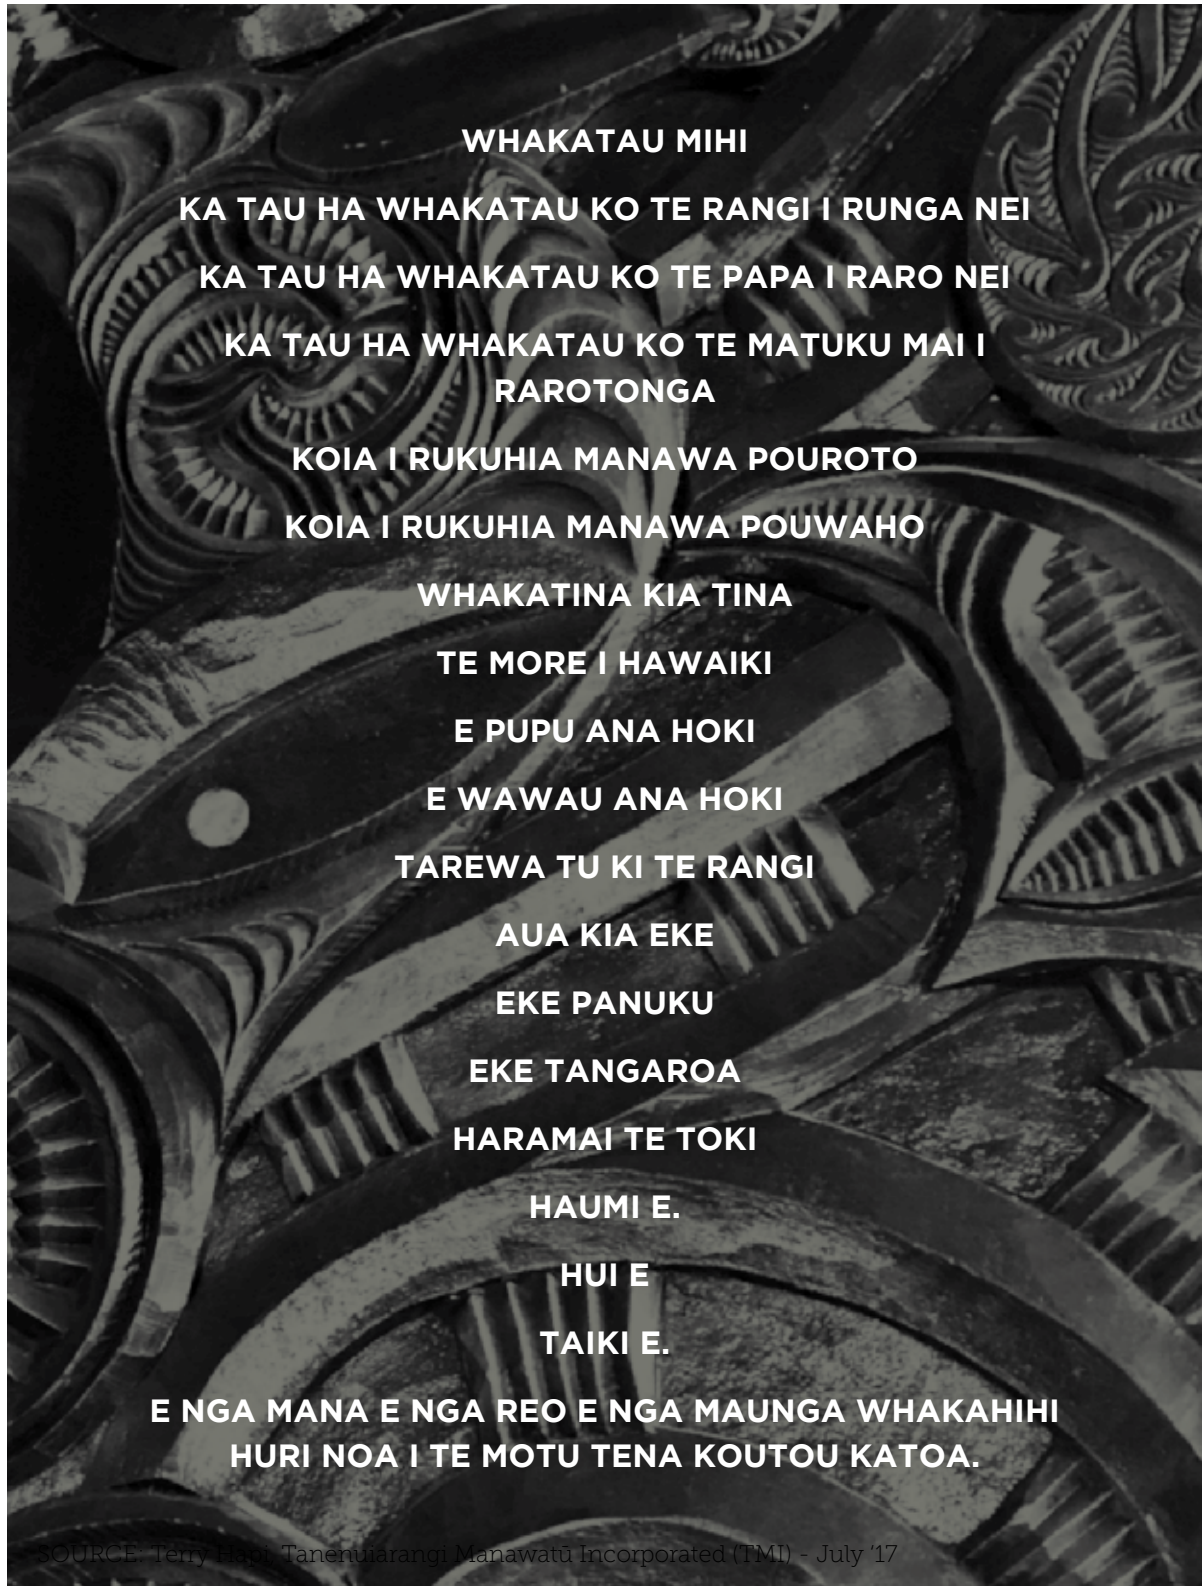 WHAKATAU MIHI
KA TAU HA WHAKATAU KO TE RANGI I RUNGA NEI
KA TAU HA WHAKATAU KO TE PAPA I RARO NEI
KA TAU HA WHAKATAU KO TE MATUKU MAI I
RAROTONGA
KOIA I RUKUHIA MANAWA POUROTO
KOIA I RUKUHIA MANAWA POUWAHO
WHAKATINA KIA TINA
TE MORE I HAWAIKI
E PUPU ANA HOKI
E WAWAU ANA HOKI
TAREWA TU KI TE RANGI
AUA KIA EKE
EKE PANUKU
EKE TANGAROA
HARAMAI TE TOKI
HAUMI E.
HUI E
TAIKI E.
E NGA MANA E NGA REO E NGA MAUNGA WHAKAHIHI
HURI NOA I TE MOTU TENA KOUTOU KATOA.
SOURCE: Terry Hapi, Tanenuiarangi Manawatū Incorporated (TMI) - July '17